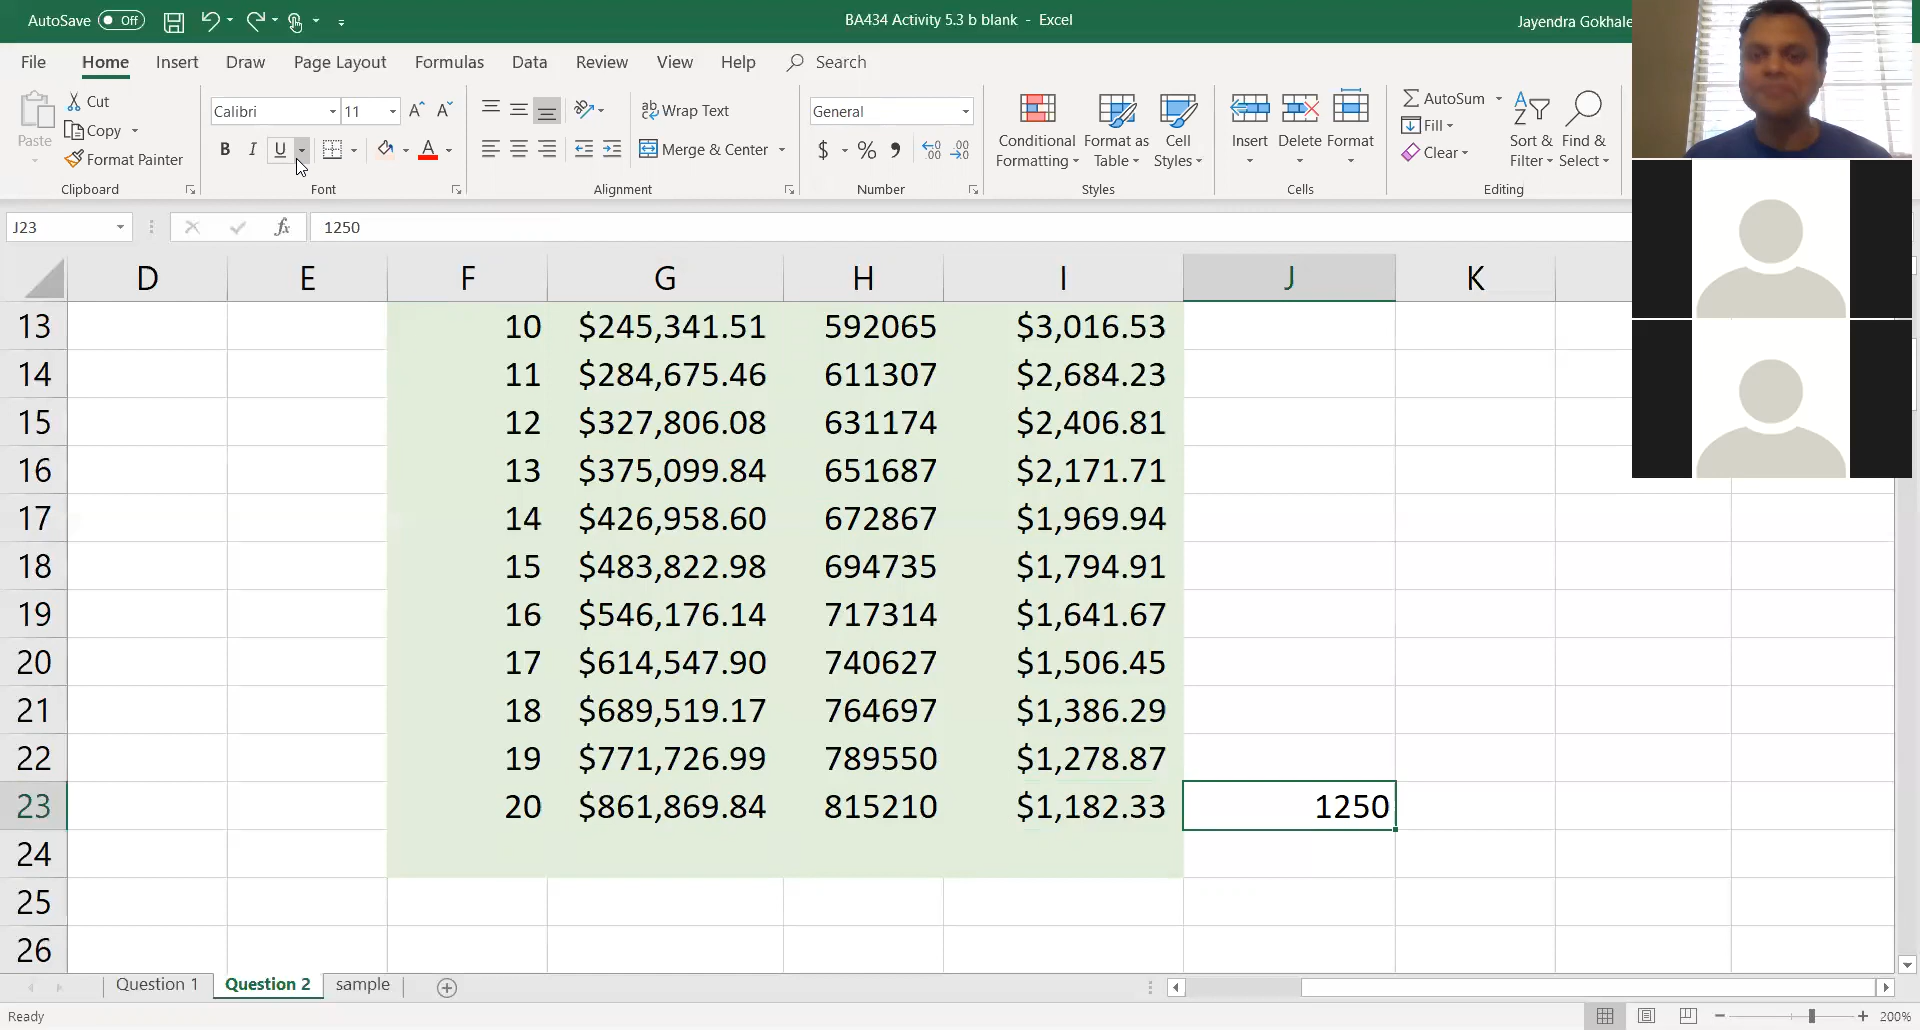 AutoSave Off BA434 Activity 5.3 b blank - Excel Jayendra Gokhale
File Home Insert Draw Page Layout Formulas Data Review View Help Search
Paste Cut Copy Format Painter Clipboard
Calibri 11 B I U A Font
ab Wrap Text Merge & Center Alignment
General $ % , Number
Conditional Formatting Format as Table Cell Styles Styles
Insert Delete Format Cells
AutoSum Fill Clear Sort & Filter Find & Select Editing
J23 fx 1250
D E F G H I J K
13 10 $245,341.51 592065 $3,016.53
14 11 $284,675.46 611307 $2,684.23
15 12 $327,806.08 631174 $2,406.81
16 13 $375,099.84 651687 $2,171.71
17 14 $426,958.60 672867 $1,969.94
18 15 $483,822.98 694735 $1,794.91
19 16 $546,176.14 717314 $1,641.67
20 17 $614,547.90 740627 $1,506.45
21 18 $689,519.17 764697 $1,386.29
22 19 $771,726.99 789550 $1,278.87
23 20 $861,869.84 815210 $1,182.33 1250
24
25
26
Question 1 Question 2 sample
Ready 200%